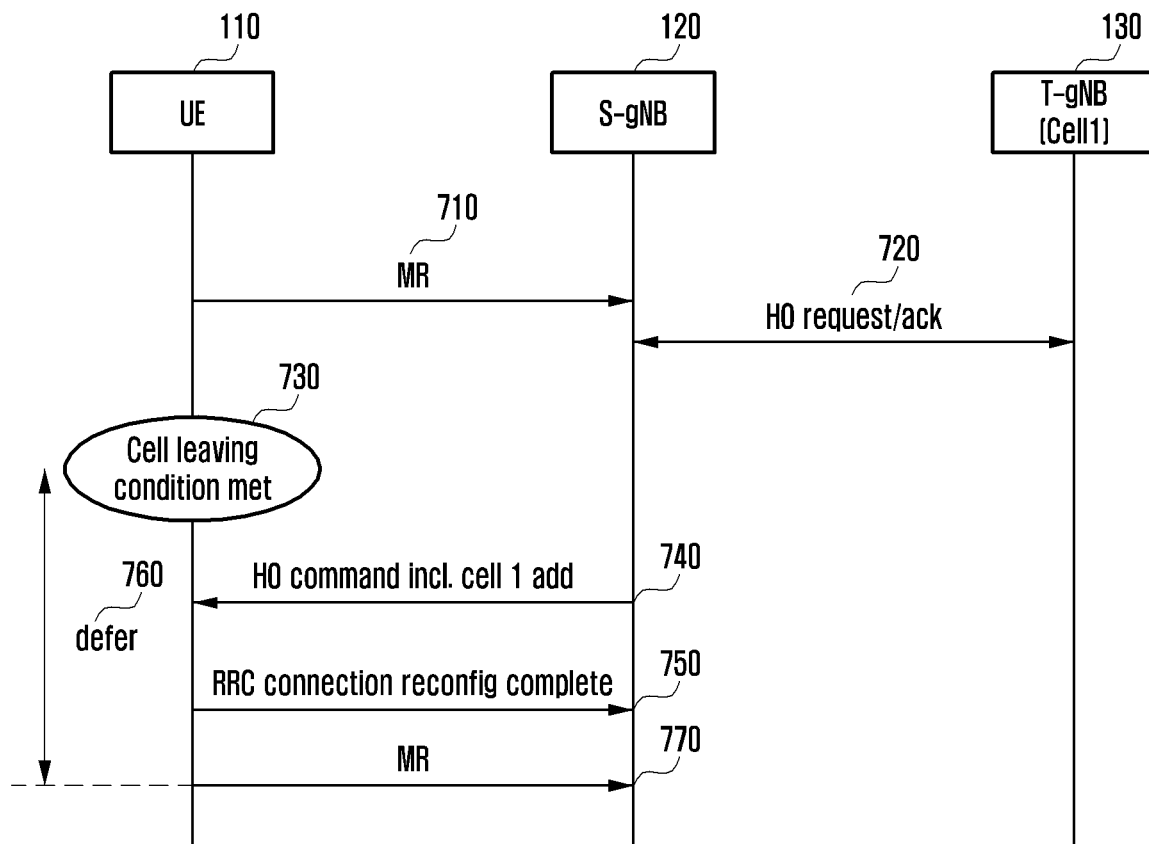 110
120
130
UE
S-gNB
T-gNB
(Cell1)
710
MR
720
HO request/ack
730
Cell leaving
condition met
740
HO command incl. cell 1 add
760
defer
750
RRC connection reconfig complete
770
MR